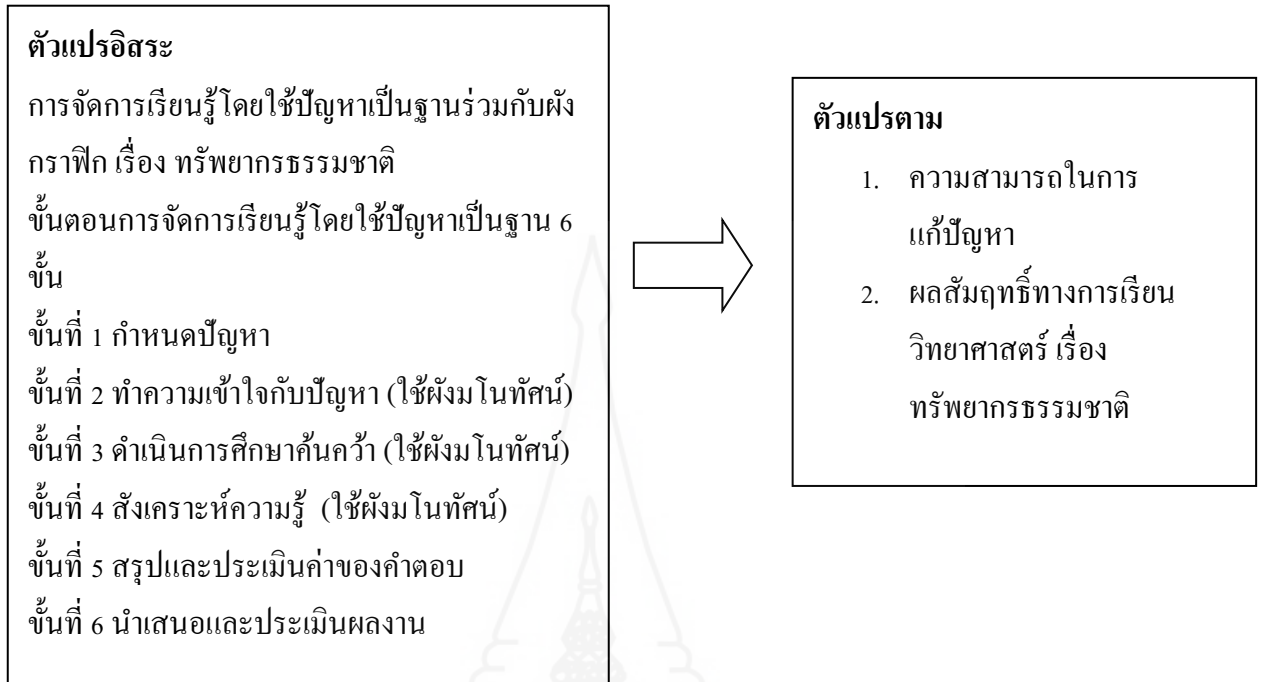 ตัวแปรอิสระ
การจัดการเรียนรู้โดยใช้ปัญหาเป็นฐานร่วมกับผัง
กราฟิก เรื่อง ทรัพยากรธรรมชาติ
ขั้นตอนการจัดการเรียนรู้โดยใช้ปัญหาเป็นฐาน 6
ขั้น
ขั้นที่ 1 กำหนดปัญหา
ขั้นที่ 2 ทำความเข้าใจกับปัญหา (ใช้ผังมโนทัศน์)
ขั้นที่ 3 ดำเนินการศึกษาค้นคว้า (ใช้ผังมโนทัศน์)
ขั้นที่ 4 สังเคราะห์ความรู้ (ใช้ผังมโนทัศน์)
ขั้นที่ 5 สรุปและประเมินค่าของคำตอบ
ขั้นที่ 6 นำเสนอและประเมินผลงาน
ตัวแปรตาม
1. ความสามารถในการ
แก้ปัญหา
2. ผลสัมฤทธิ์ทางการเรียน
วิทยาศาสตร์ เรื่อง
ทรัพยากรธรรมชาติ